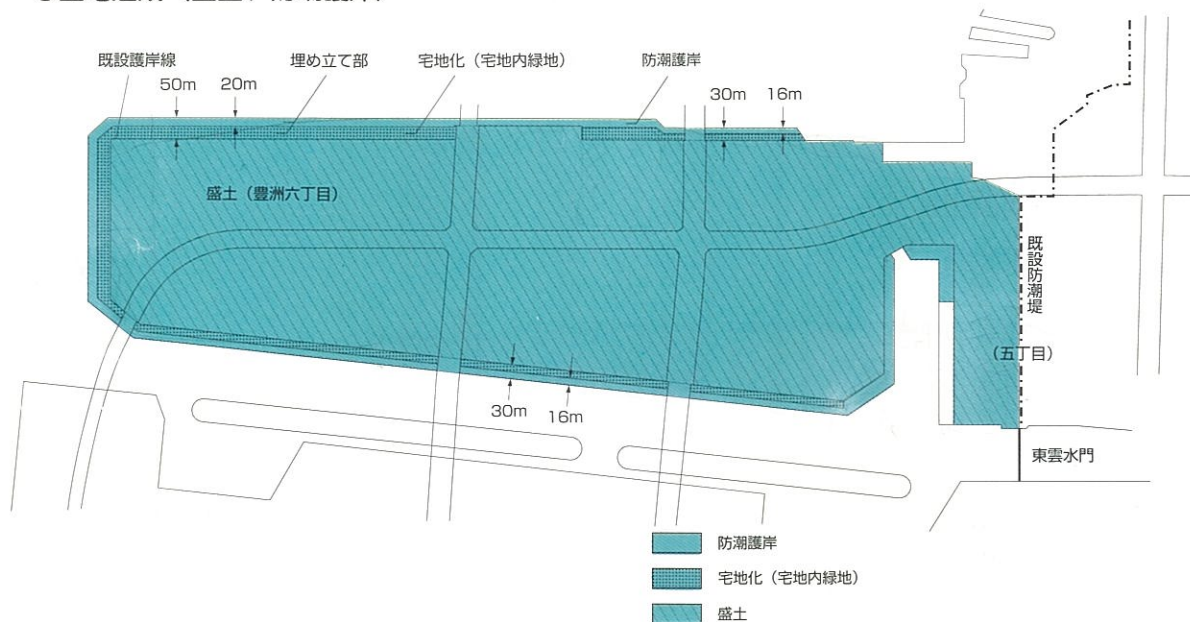 既設護岸線
埋め立て部
宅地化（宅地内緑地）
防潮護岸
50m
20m
30m
16m
盛土（豊洲六丁目）
既設防潮堤
（五丁目）
30m
16m
東雲水門
防潮護岸
宅地化（宅地内緑地）
盛土